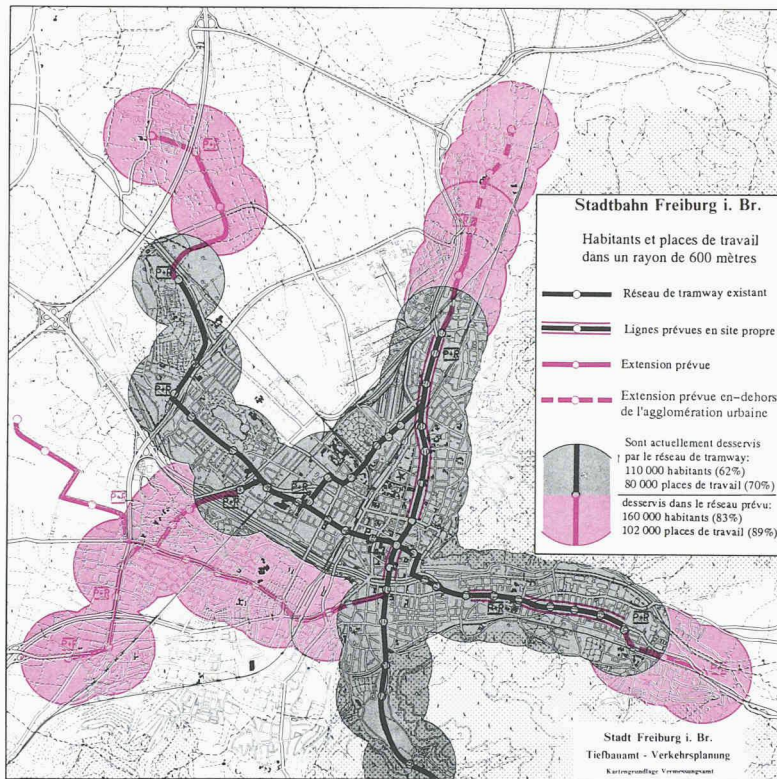 Stadtbahn Freiburg i. Br.
Habitants et places de travail
dans un rayon de 600 mètres
Réseau de tramway existant
Lignes prévues en site propre
Extension prévue
Extension prévue en-dehors
de l'agglomération urbaine
Sont actuellement desservis
par le réseau de tramway:
110 000 habitants (62%)
80 000 places de travail (70%)
desservis dans le réseau prévu:
160 000 habitants (83%)
102 000 places de travail (89%)
Stadt Freiburg i. Br.
Tiefbauamt - Verkehrsplanung
Kartengrundlage Vermessungsamt